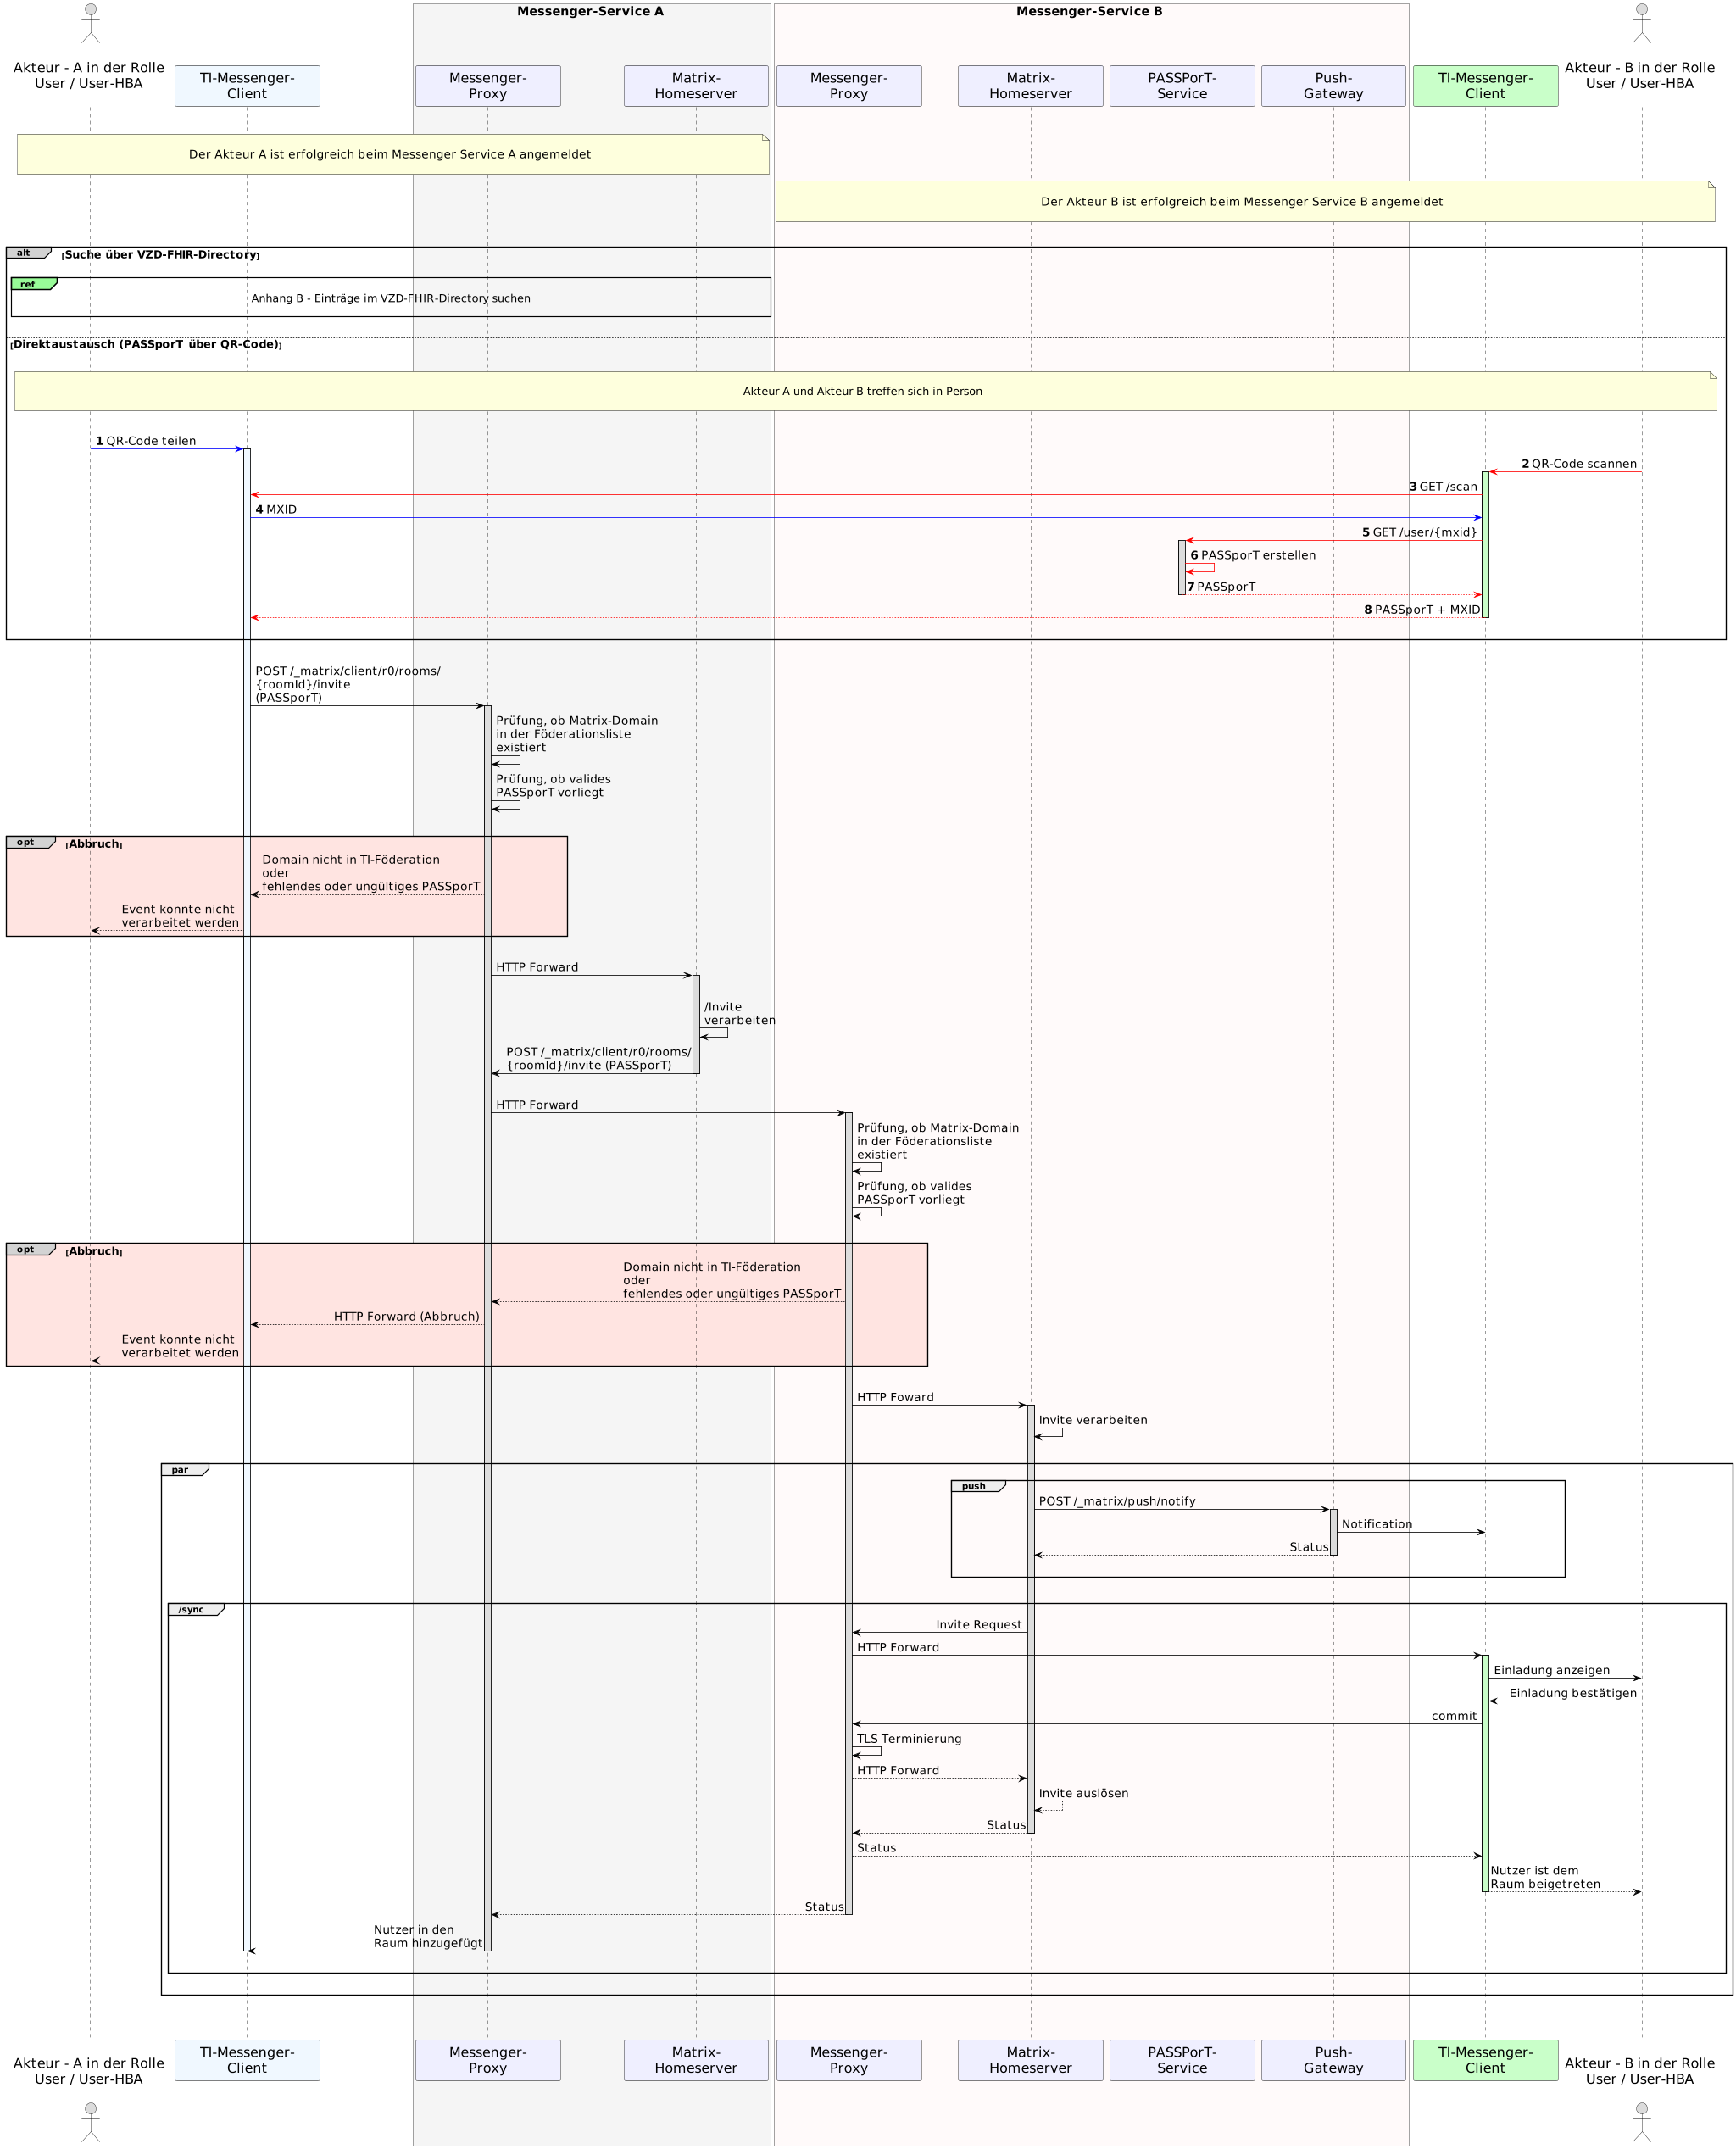 Messenger-Service A
Messenger-Service B
Akteur - A in der Rolle
User / User-HBA
TI-Messenger-
Client
Messenger-
Proxy
Matrix-
Homeserver
Messenger-
Proxy
Matrix-
Homeserver
PASSPorT-
Service
Push-
Gateway
TI-Messenger-
Client
Akteur - B in der Rolle
User / User-HBA
Der Akteur A ist erfolgreich beim Messenger Service A angemeldet
Der Akteur B ist erfolgreich beim Messenger Service B angemeldet
alt [Suche über VZD-FHIR-Directory]
ref
Anhang B - Einträge im VZD-FHIR-Directory suchen
[Direktaustausch (PASSporT über QR-Code)]
Akteur A und Akteur B treffen sich in Person
1 QR-Code teilen
2 QR-Code scannen
3 GET /scan
4 MXID
5 GET /user/{mxid}
6 PASSporT erstellen
7 PASSporT
8 PASSporT + MXID
POST /_matrix/client/r0/rooms/
{roomId}/invite
(PASSporT)
Prüfung, ob Matrix-Domain
in der Föderationsliste
existiert
Prüfung, ob valides
PASSporT vorliegt
opt [Abbruch]
Domain nicht in TI-Föderation
oder
fehlendes oder ungültiges PASSporT
Event konnte nicht
verarbeitet werden
HTTP Forward
/Invite
verarbeiten
POST /_matrix/client/r0/rooms/
{roomId}/invite (PASSporT)
HTTP Forward
Prüfung, ob Matrix-Domain
in der Föderationsliste
existiert
Prüfung, ob valides
PASSporT vorliegt
opt [Abbruch]
Domain nicht in TI-Föderation
oder
fehlendes oder ungültiges PASSporT
HTTP Forward (Abbruch)
Event konnte nicht
verarbeitet werden
HTTP Foward
Invite verarbeiten
par
push
POST /_matrix/push/notify
Notification
Status
/sync
Invite Request
HTTP Forward
Einladung anzeigen
Einladung bestätigen
commit
TLS Terminierung
HTTP Forward
Invite auslösen
Status
Status
Nutzer ist dem
Raum beigetreten
Status
Nutzer in den
Raum hinzugefügt
Akteur - A in der Rolle
User / User-HBA
TI-Messenger-
Client
Messenger-
Proxy
Matrix-
Homeserver
Messenger-
Proxy
Matrix-
Homeserver
PASSPorT-
Service
Push-
Gateway
TI-Messenger-
Client
Akteur - B in der Rolle
User / User-HBA